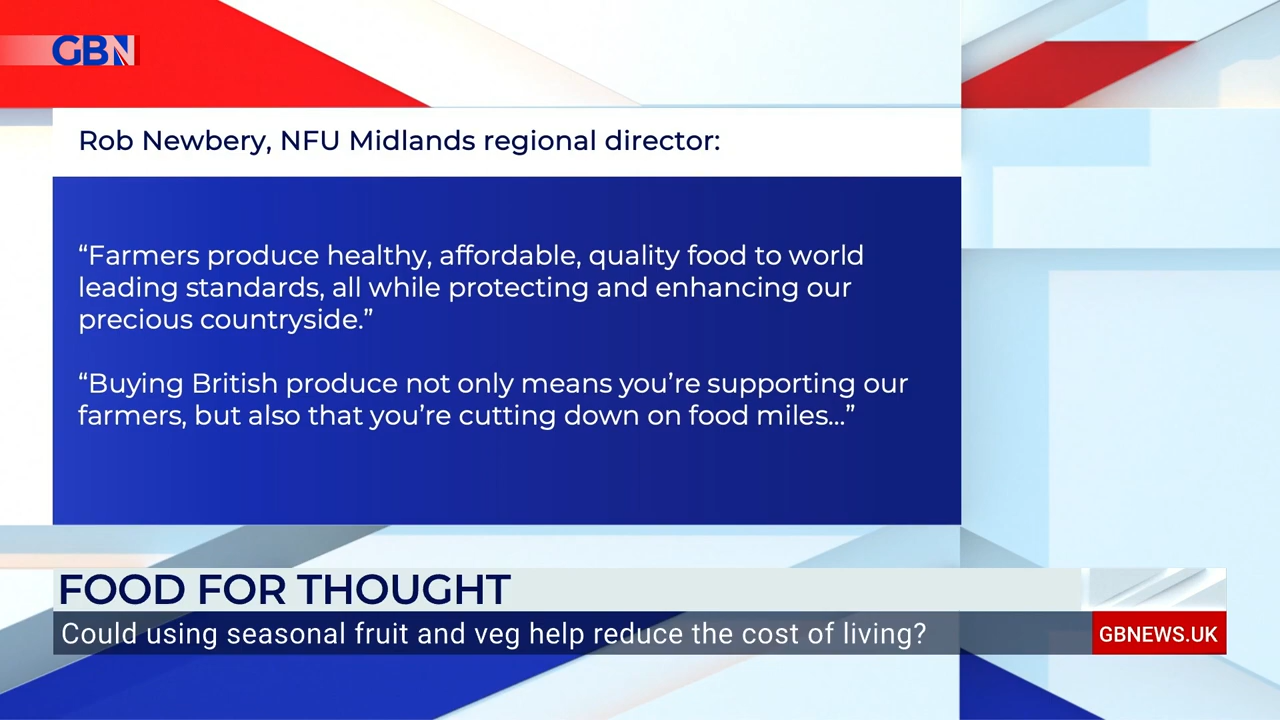 GBN
Rob Newbery, NFU Midlands regional director:
“Farmers produce healthy, affordable, quality food to world
leading standards, all while protecting and enhancing our
precious countryside.”
“Buying British produce not only means you’re supporting our
farmers, but also that you’re cutting down on food miles...”
FOOD FOR THOUGHT
Could using seasonal fruit and veg help reduce the cost of living?
GBNEWS.UK